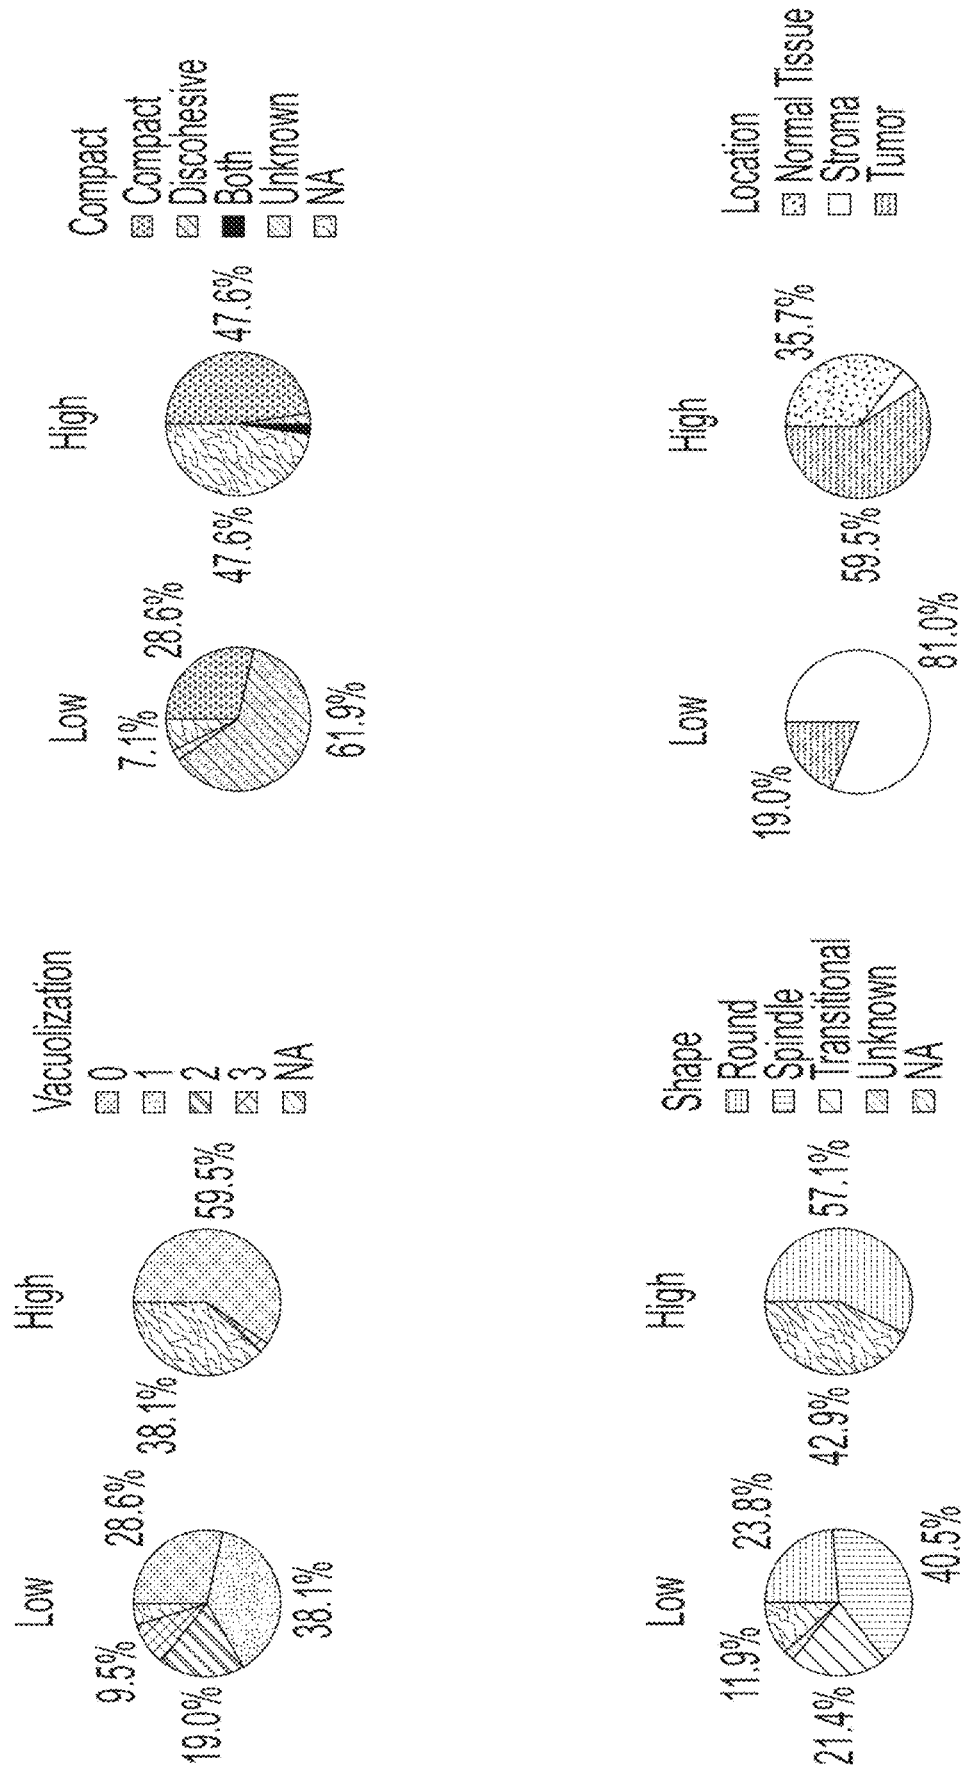 Low
High
Vacuolization
28.6%
38.1%
19.0%
9.5%
59.5%
38.1%
0
1
2
3
NA
Low
High
Compact
28.6%
61.9%
7.1%
47.6%
47.6%
Compact
Discohesive
Both
Unknown
NA
Low
High
Shape
23.8%
40.5%
21.4%
11.9%
57.1%
42.9%
Round
Spindle
Transitional
Unknown
NA
Low
High
Location
19.0%
81.0%
35.7%
59.5%
Normal Tissue
Stroma
Tumor